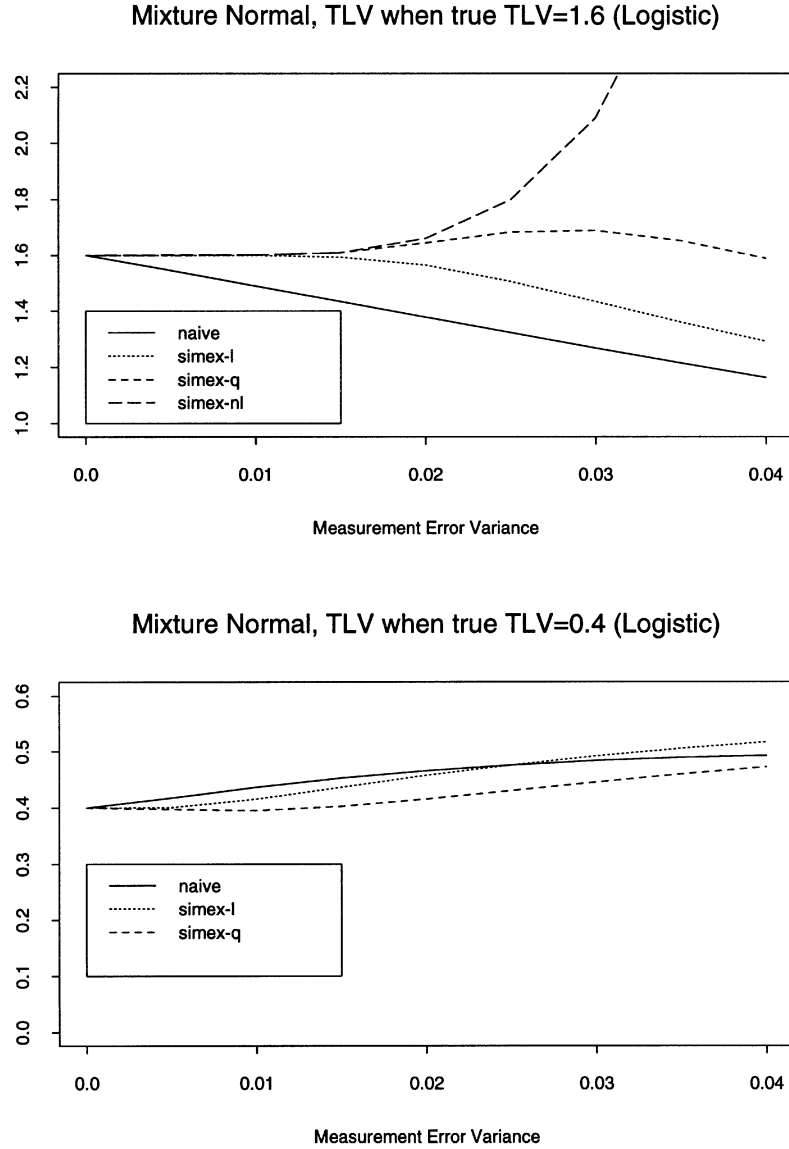 Mixture Normal, TLV when true TLV=1.6 (Logistic)
2.2
2.0
1.8
1.6
1.4
1.2
1.0
naive
simex-l
simex-q
simex-nl
0.0 0.01 0.02 0.03 0.04
Measurement Error Variance
Mixture Normal, TLV when true TLV=0.4 (Logistic)
0.6
0.5
0.4
0.3
0.2
0.1
0.0
naive
simex-l
simex-q
0.0 0.01 0.02 0.03 0.04
Measurement Error Variance